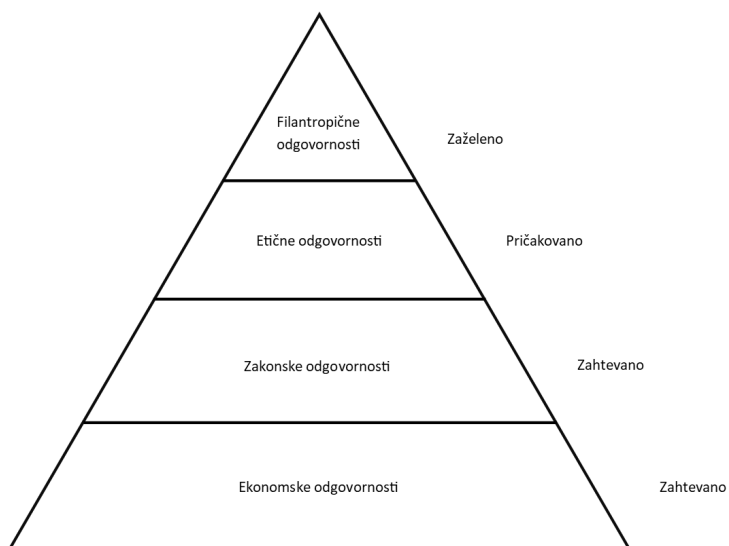 Filantropične
odgovornosti
Zaželeno
Etične odgovornosti
Pričakovano
Zakonske odgovornosti
Zahtevano
Ekonomske odgovornosti
Zahtevano